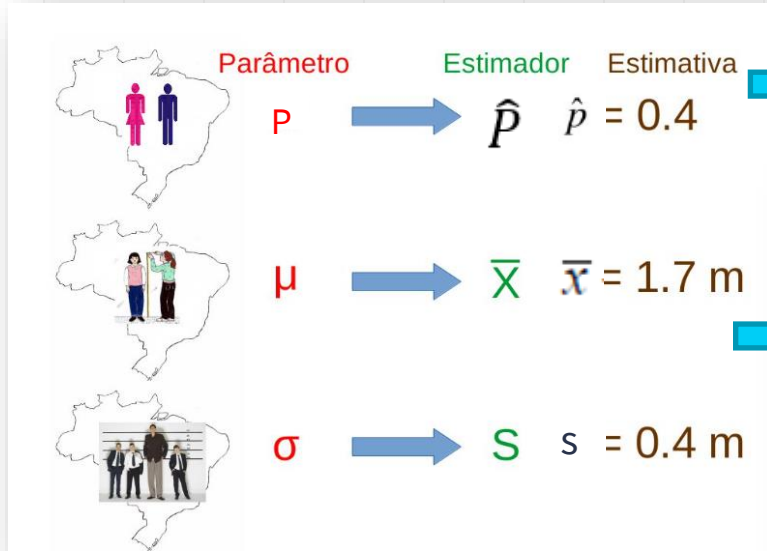 Parâmetro Estimador Estimativa
P P̂ p̂ = 0.4
μ X̅ x̅ = 1.7 m
σ S s = 0.4 m